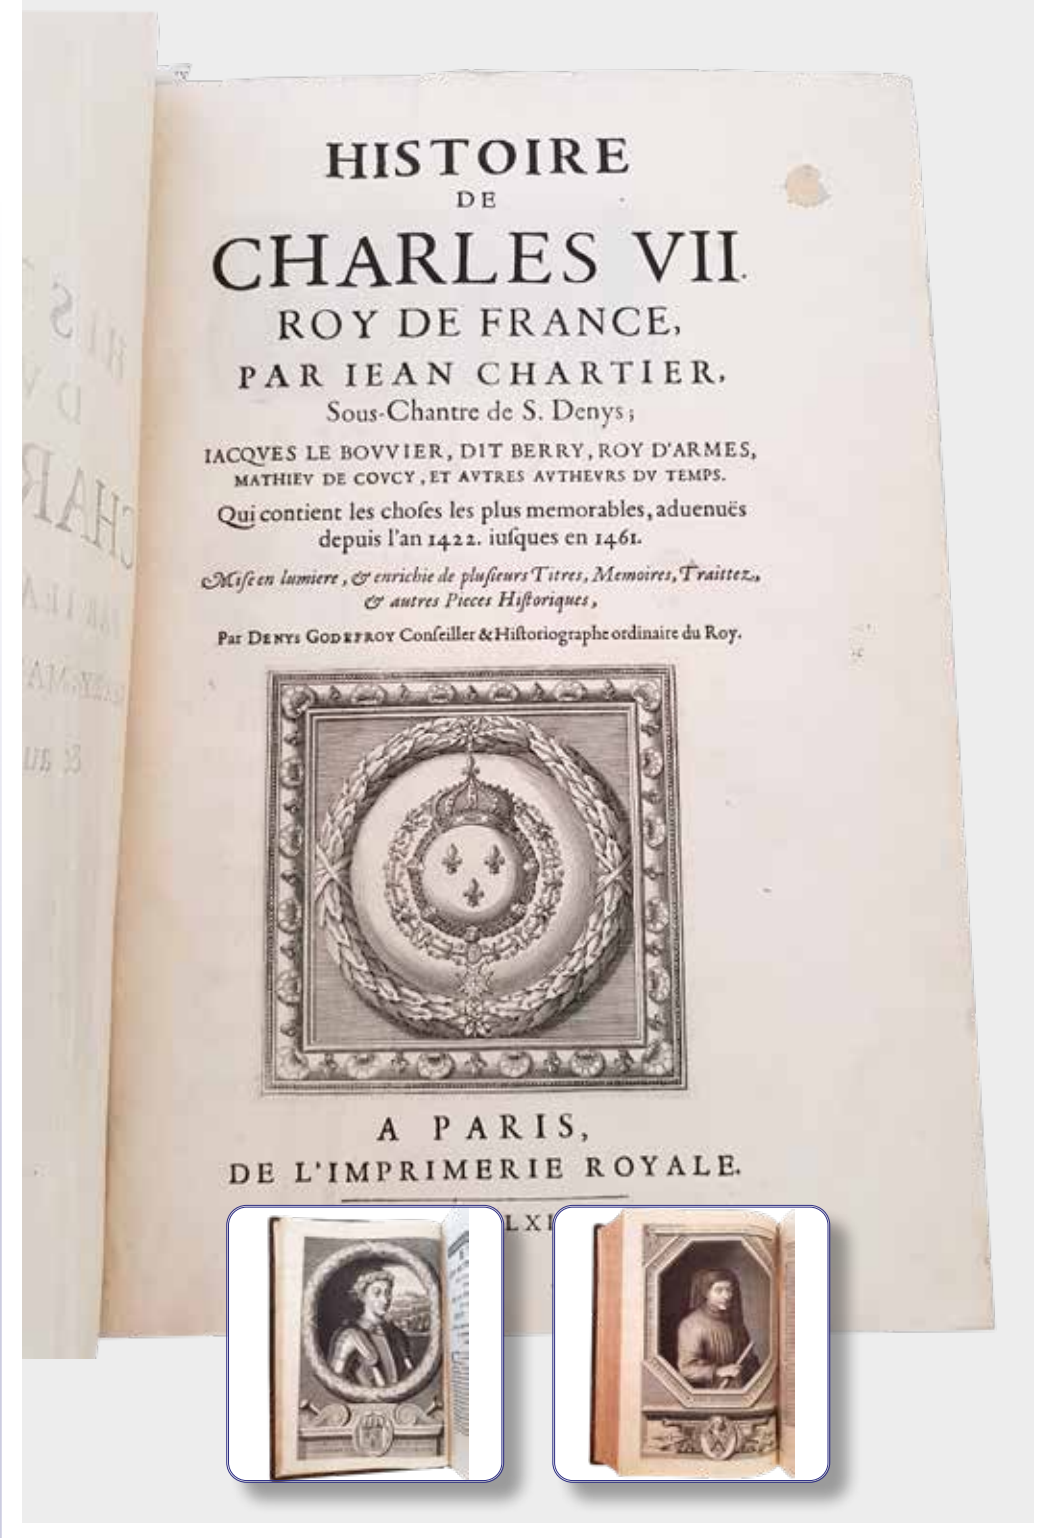 HISTOIRE
DE
CHARLES VII.
ROY DE FRANCE,
PAR IEAN CHARTIER,
Sous-Chantre de S. Denys;
IACQVES LE BOVVIER, DIT BERRY, ROY D'ARMES,
MATHIEV DE COVCY, ET AVTRES AVTHEVRS DV TEMPS.
Qui contient les choſes les plus memorables, aduenuës
depuis l'an 1422. iuſques en 1461.
Miſe en lumiere, & enrichie de pluſieurs Titres, Memoires, Traittez,
& autres Pieces Hiſtoriques,
Par DENYS GODEFROY Conſeiller & Hiſtoriographe ordinaire du Roy.
A PARIS,
DE L'IMPRIMERIE ROYALE.